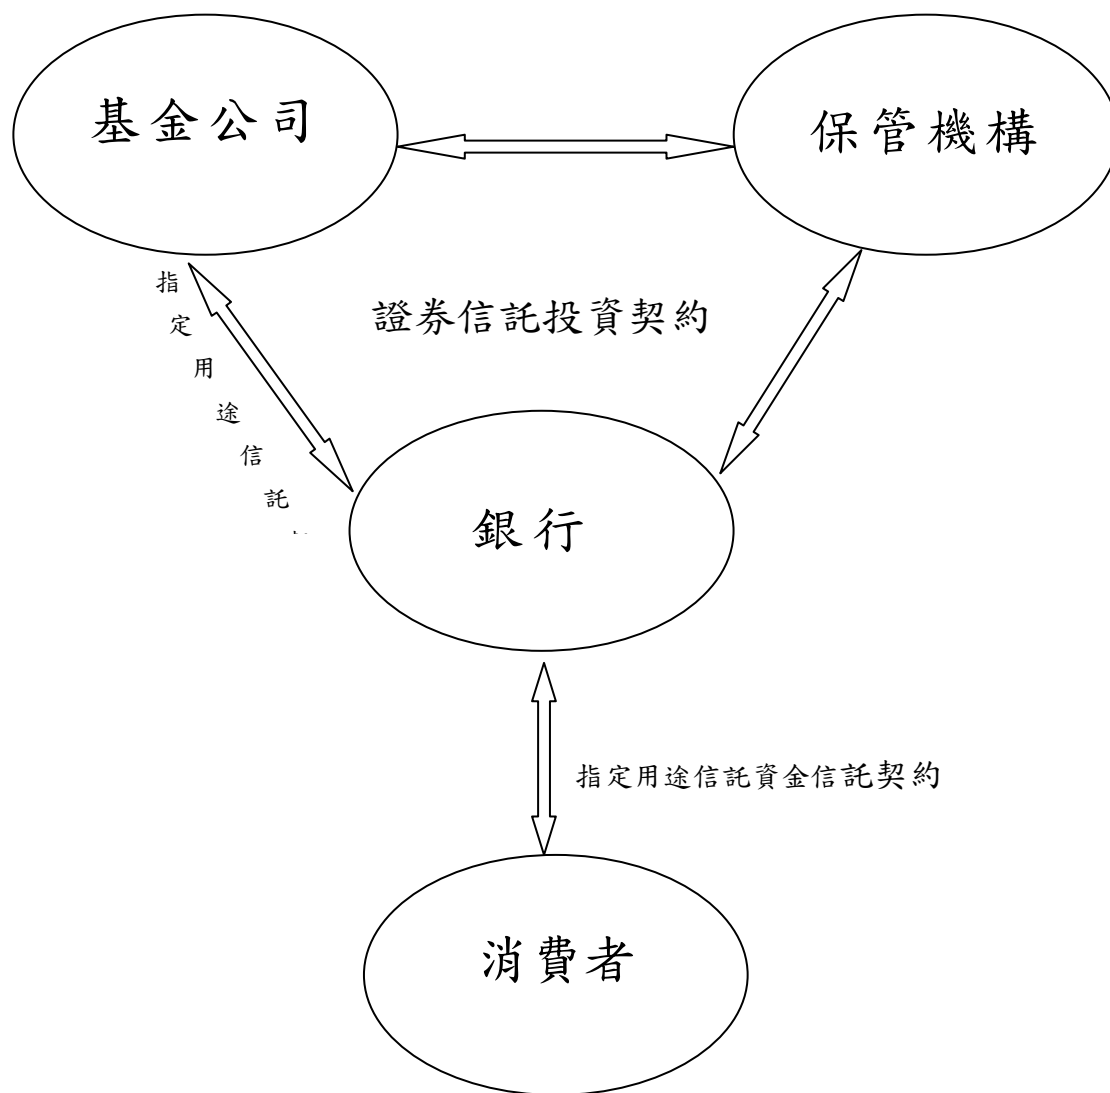 基金公司
保管機構
指定用途信託
證券信託投資契約
銀行
指定用途信託資金信託契約
消費者